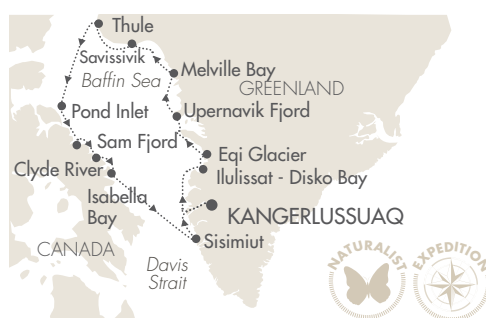 Thule
Savissivik
Baffin Sea
Melville Bay
GREENLAND
Pond Inlet
Upernavik Fjord
Sam Fjord
Eqi Glacier
Clyde River
Ilulissat - Disko Bay
Isabella
Bay
KANGERLUSSUAQ
Sisimiut
CANADA
Davis
Strait
NATURALIST
EXPEDITION